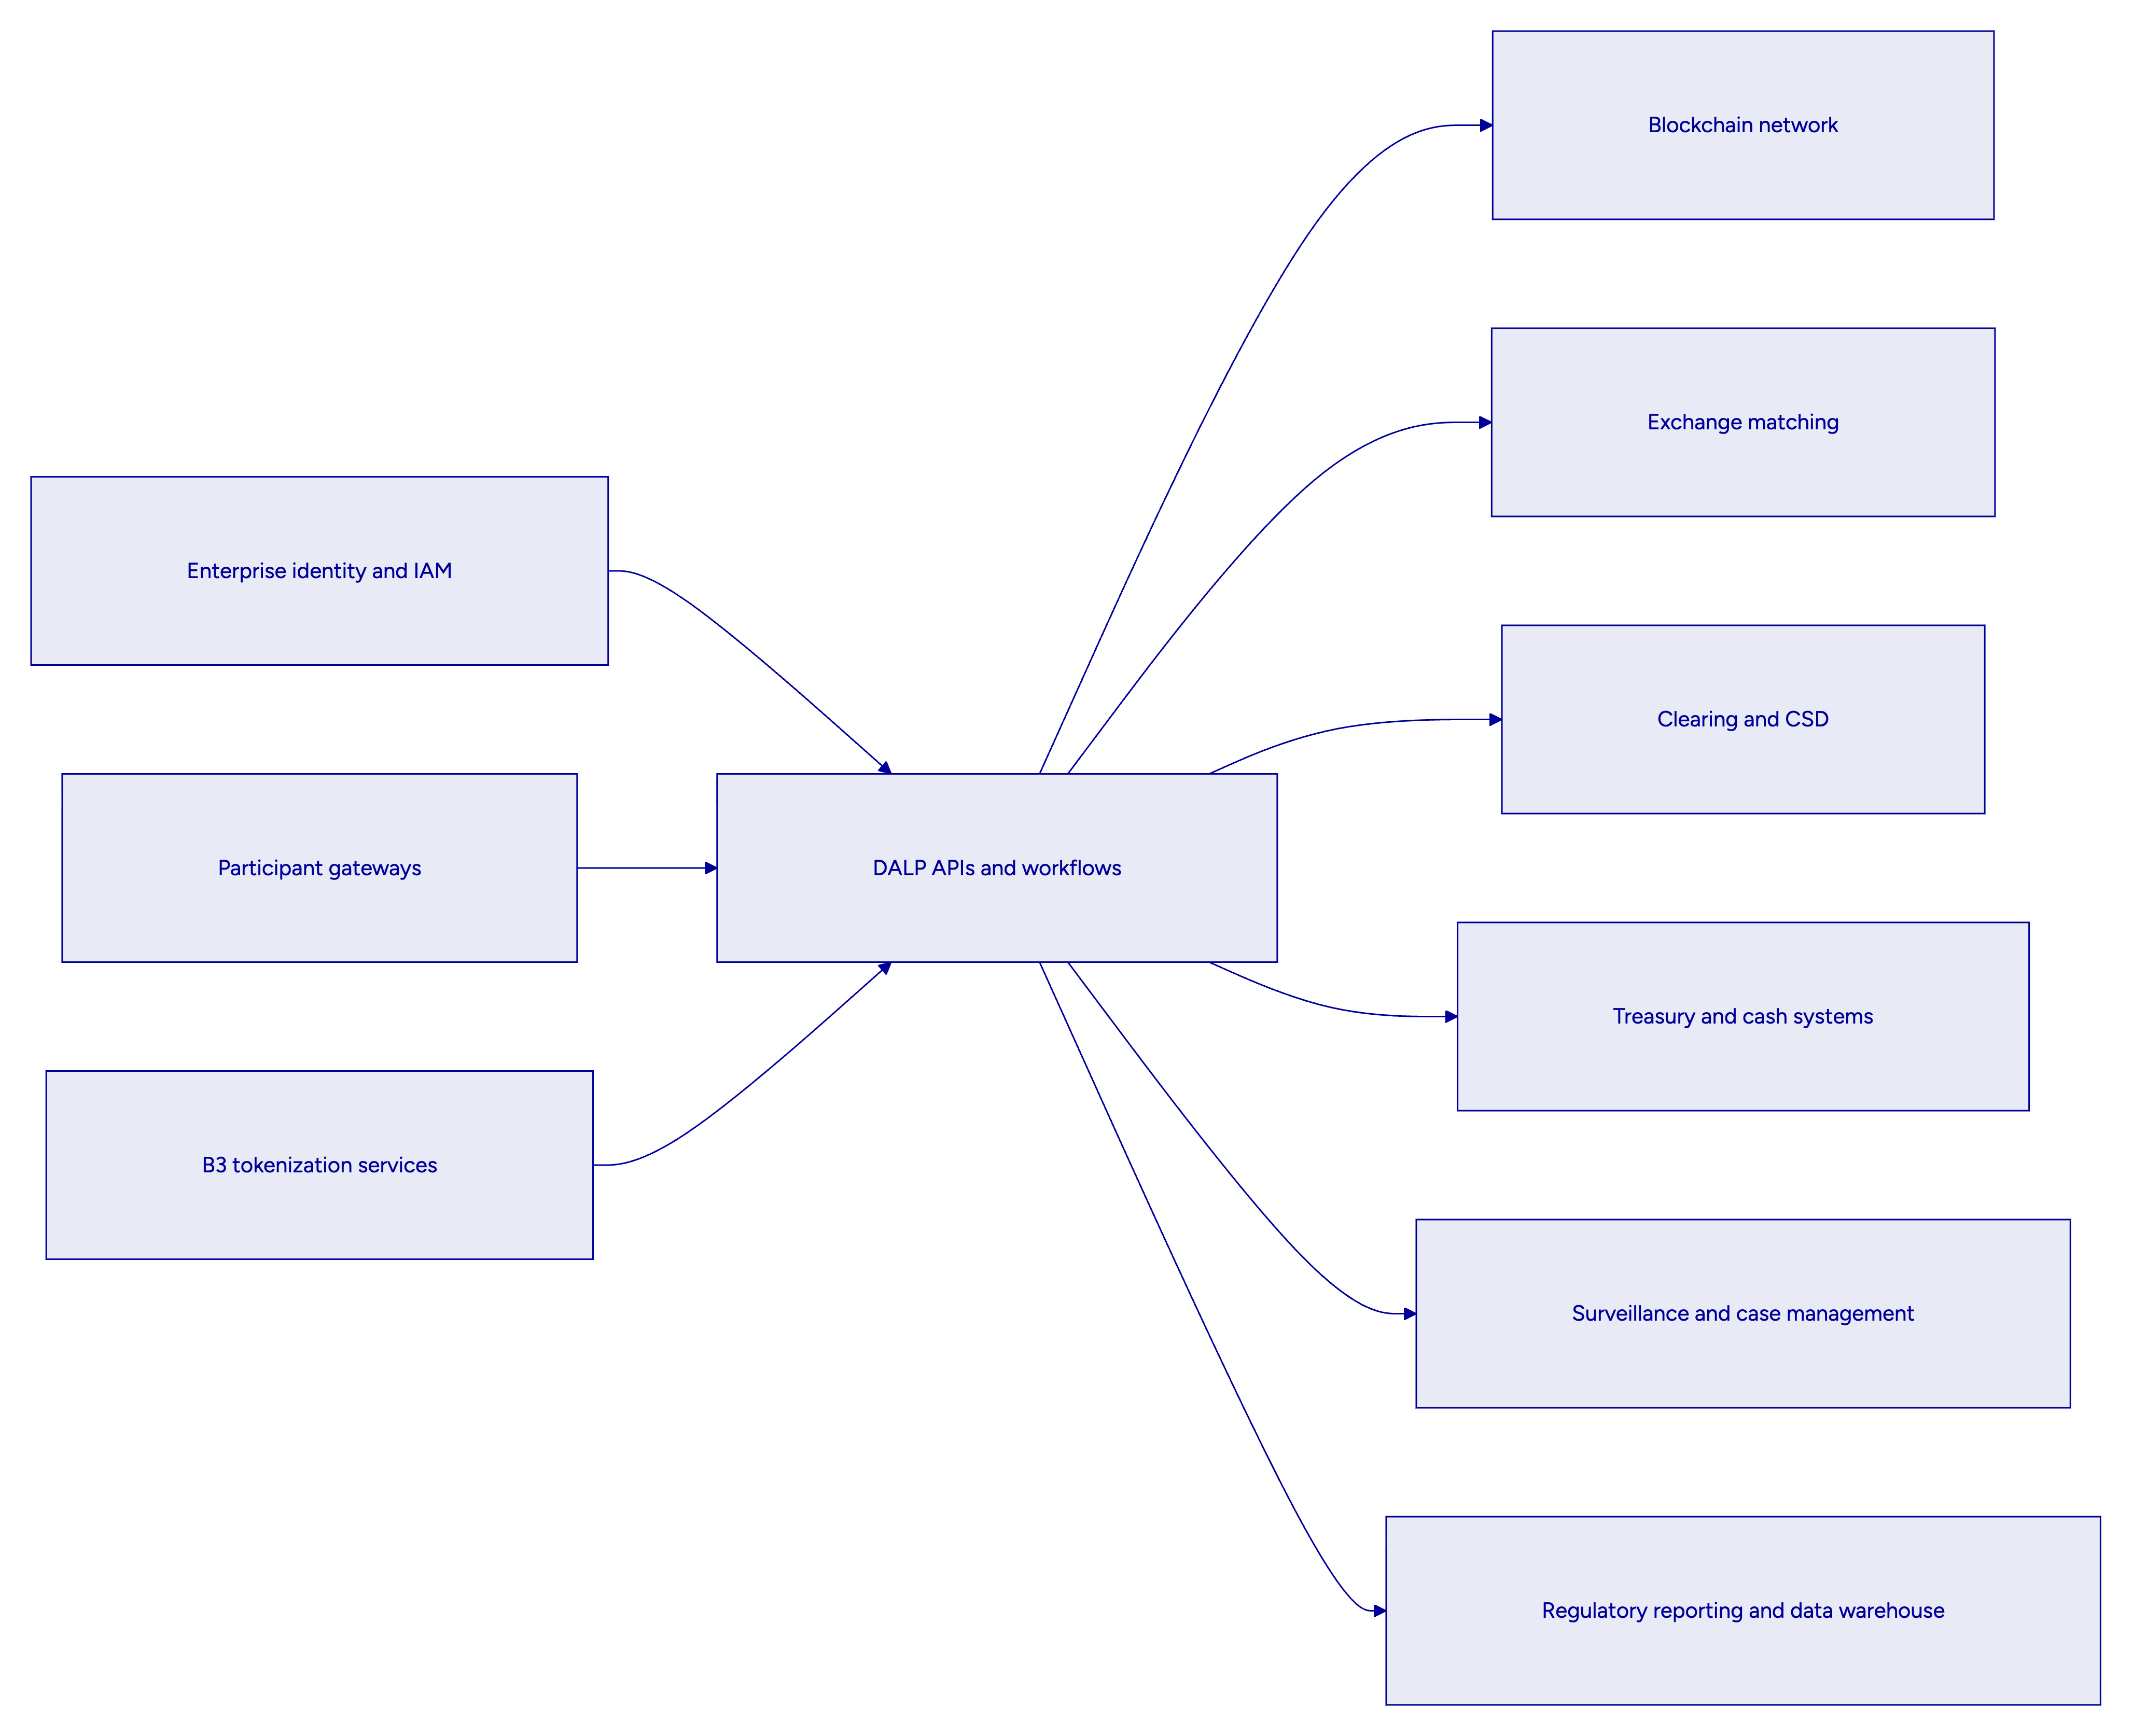 Enterprise identity and IAM
Participant gateways
B3 tokenization services
DALP APIs and workflows
Blockchain network
Exchange matching
Clearing and CSD
Treasury and cash systems
Surveillance and case management
Regulatory reporting and data warehouse